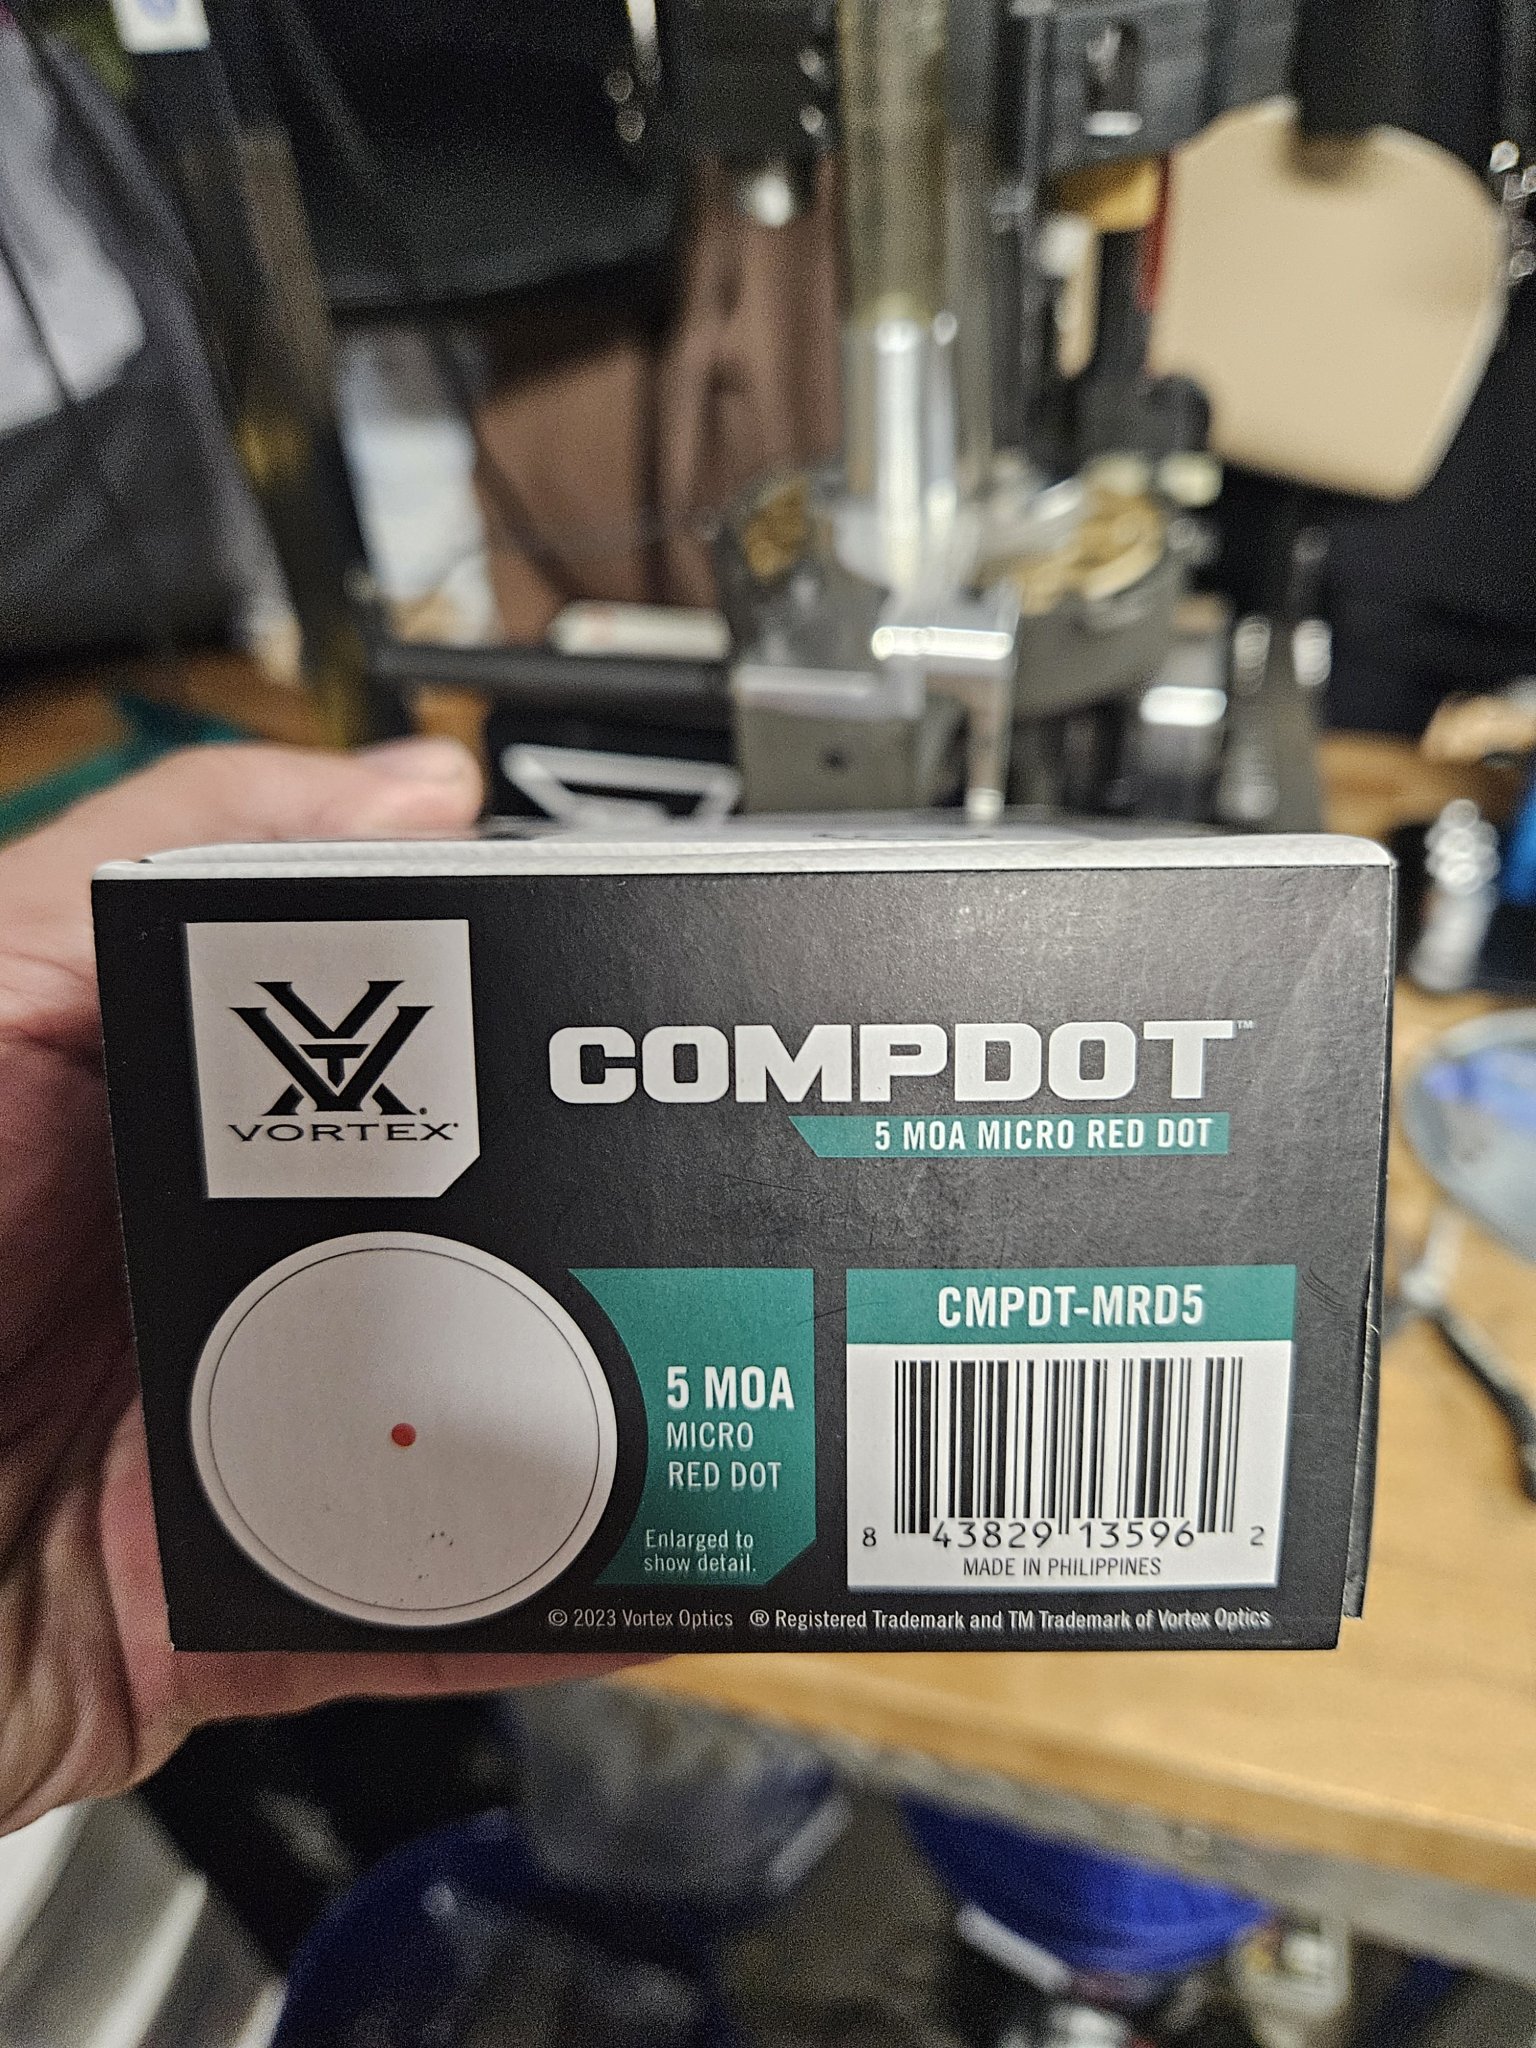 VORTEX®
COMPDOT™
5 MOA MICRO RED DOT
5 MOA
MICRO
RED DOT
Enlarged to
show detail.
CMPDT-MRD5
8 43829 13596 2
MADE IN PHILIPPINES
© 2023 Vortex Optics ® Registered Trademark and TM Trademark of Vortex Optics